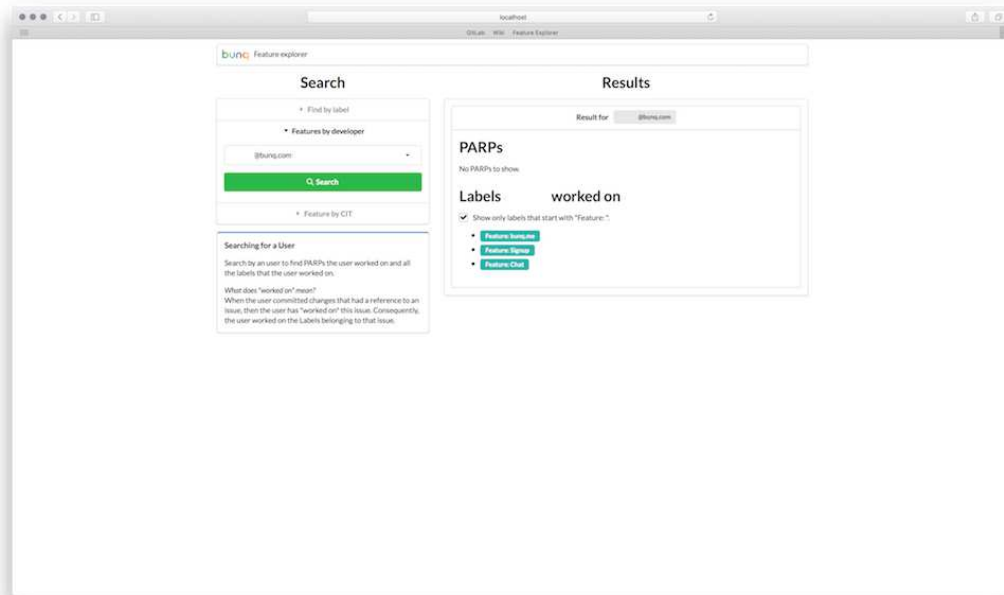 localhost
GitLab Wiki Feature Explorer
bunq Feature explorer
Search
Find by label
Features by developer
@bunq.com
Search
Feature by CIT
Searching for a User
Search by an user to find PARPs the user worked on and all
the labels that the user worked on.
What does "worked on" mean?
When the user committed changes that had a reference to an
issue, then the user has "worked on" this issue. Consequently,
the user worked on the Labels belonging to that issue.
Results
Result for @bunq.com
PARPs
No PARPs to show.
Labels worked on
Show only labels that start with "Feature: ".
Feature: bunq.me
Feature: Signup
Feature: Chat